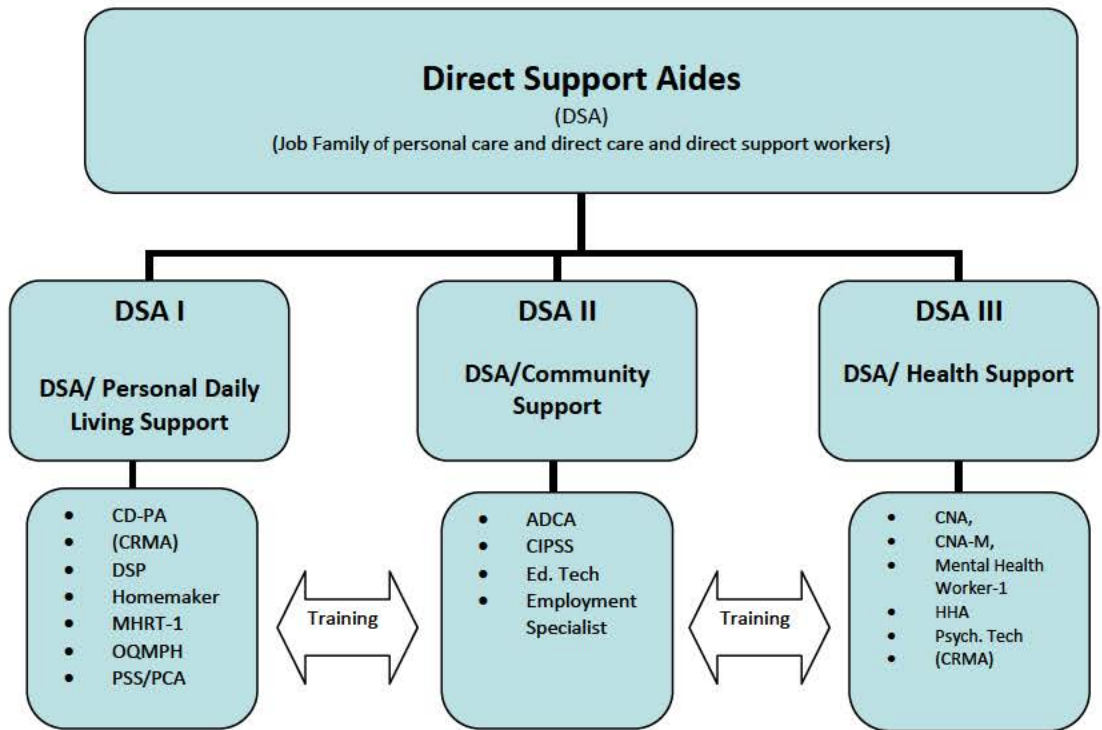 Direct Support Aides
(DSA)
(Job Family of personal care and direct care and direct support workers)
DSA I
DSA/ Personal Daily
Living Support
DSA II
DSA/Community
Support
DSA III
DSA/ Health Support
• CD-PA
• (CRMA)
• DSP
• Homemaker
• MHRT-1
• OQMPH
• PSS/PCA
Training
• ADCA
• CIPSS
• Ed. Tech
• Employment
Specialist
Training
• CNA,
• CNA-M,
• Mental Health
Worker-1
• HHA
• Psych. Tech
• (CRMA)